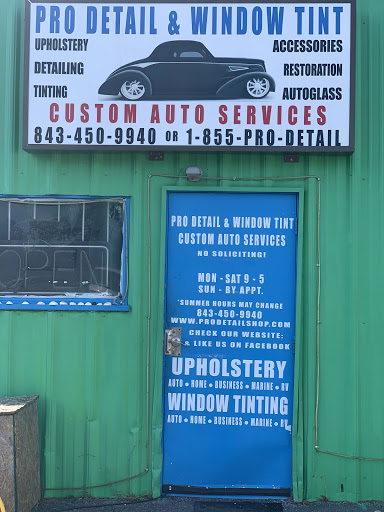 PRO DETAIL & WINDOW TINT
UPHOLSTERY
DETAILING
TINTING
ACCESSORIES
RESTORATION
AUTOGLASS
CUSTOM AUTO SERVICES
843-450-9940 OR 1-855-PRO-DETAIL
OPEN
PRO DETAIL & WINDOW TINT
CUSTOM AUTO SERVICES
NO SOLICITING!
MON - SAT 9 - 5
SUN - BY APPT.
*SUMMER HOURS MAY CHANGE
843-450-9940
WWW.PRODETAILSHOP.COM
CHECK OUR WEBSITE:
& LIKE US ON FACEBOOK
UPHOLSTERY
AUTO • HOME • BUSINESS • MARINE • RV
WINDOW TINTING
AUTO • HOME • BUSINESS • MARINE • RV